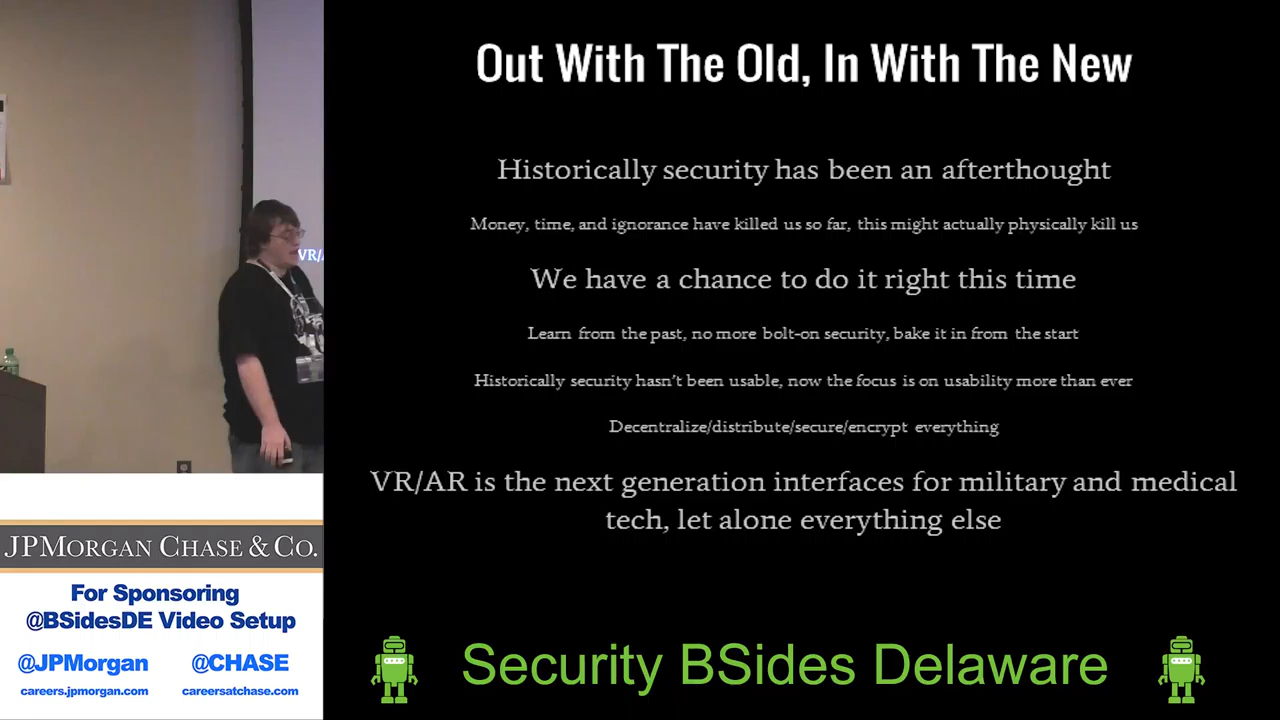 Out With The Old, In With The New
Historically security has been an afterthought
Money, time, and ignorance have killed us so far, this might actually physically kill us
We have a chance to do it right this time
Learn from the past, no more bolt-on security, bake it in from the start
Historically security hasn't been usable, now the focus is on usability more than ever
Decentralize/distribute/secure/encrypt everything
VR/AR is the next generation interfaces for military and medical
tech, let alone everything else
VR/
JPMORGAN CHASE & CO.
For Sponsoring
@BSidesDE Video Setup
@JPMorgan @CHASE
careers.jpmorgan.com careersatchase.com
Security BSides Delaware